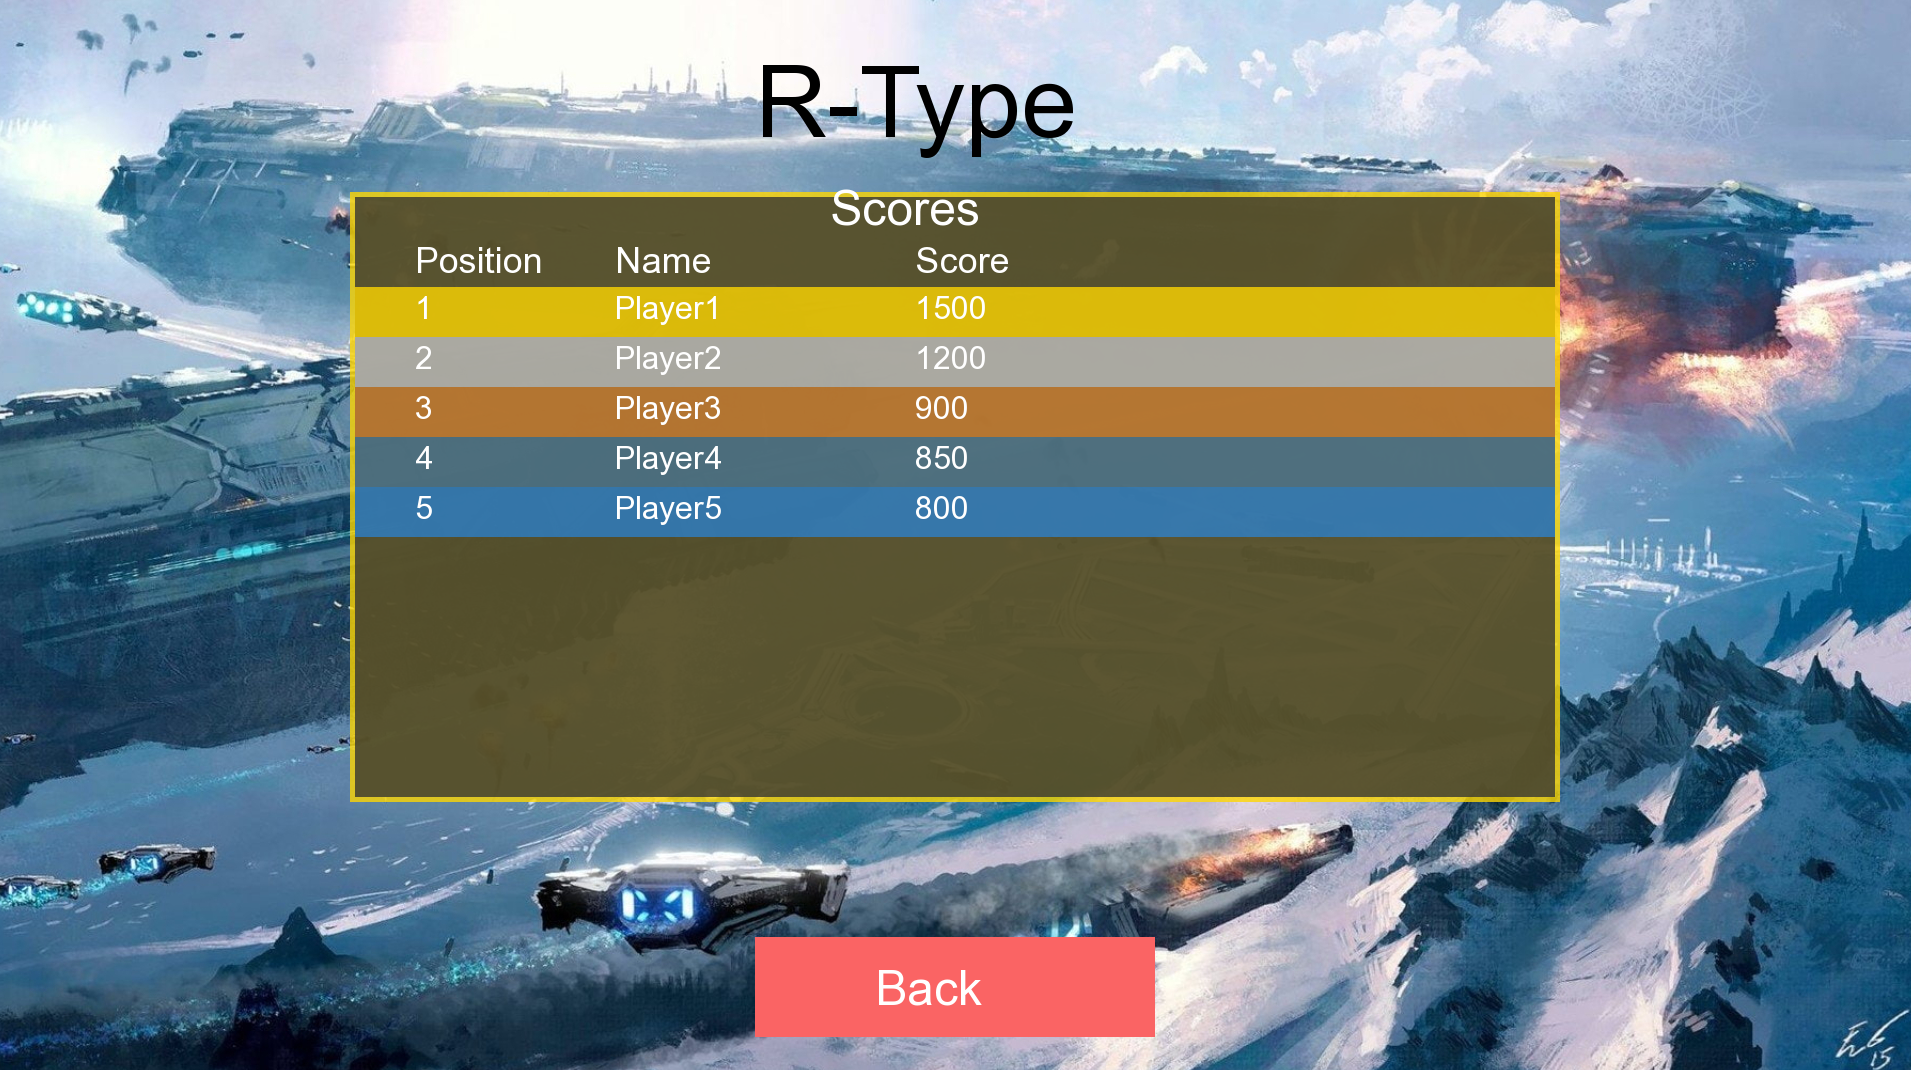 R-Type
Scores
Position Name Score
1 Player1 1500
2 Player2 1200
3 Player3 900
4 Player4 850
5 Player5 800
Back
15